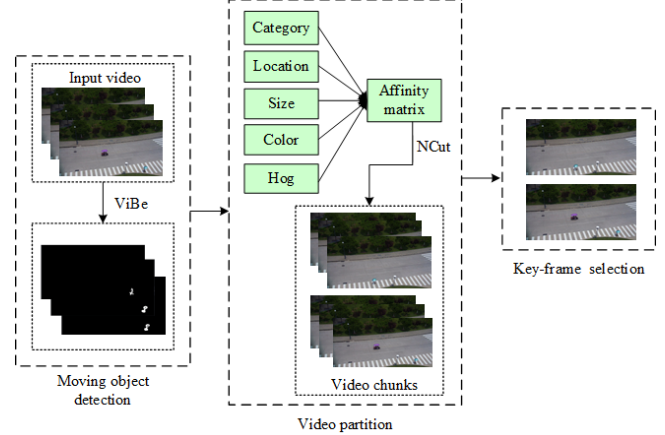 Input video
ViBe
Moving object
detection
Category
Location
Size
Color
Hog
Affinity
matrix
NCut
Video chunks
Video partition
Key-frame selection